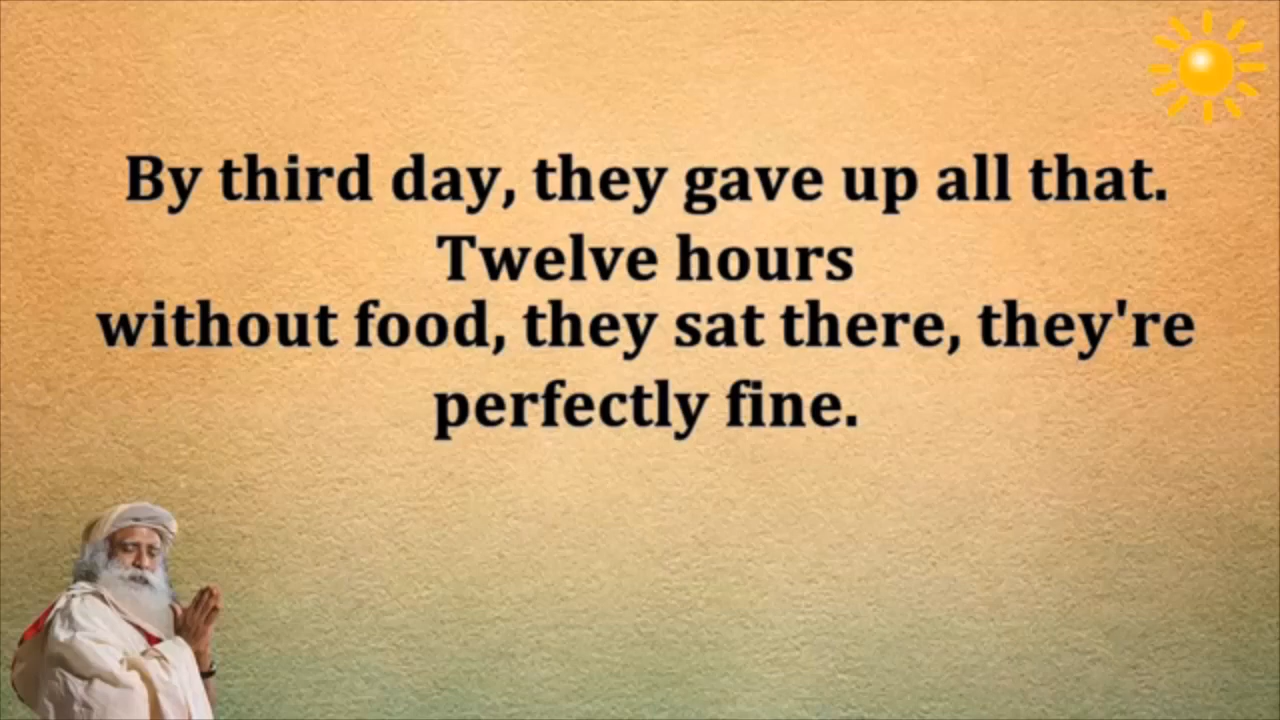 By third day, they gave up all that.
Twelve hours
without food, they sat there, they're
perfectly fine.